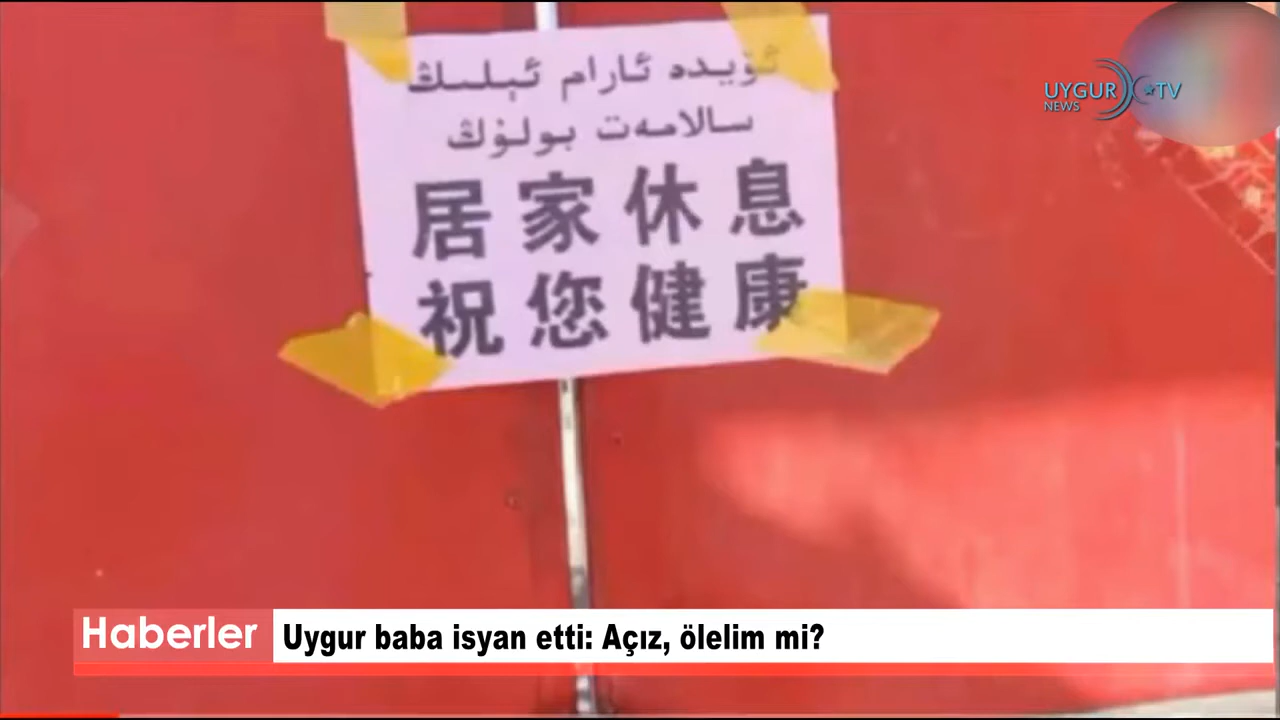 ئۆيدە ئارام ئېلىڭ
سالامەت بولۇڭ
居家休息
祝您健康
UYGUR TV
NEWS
Haberler
Uygur baba isyan etti: Açız, ölelim mi?